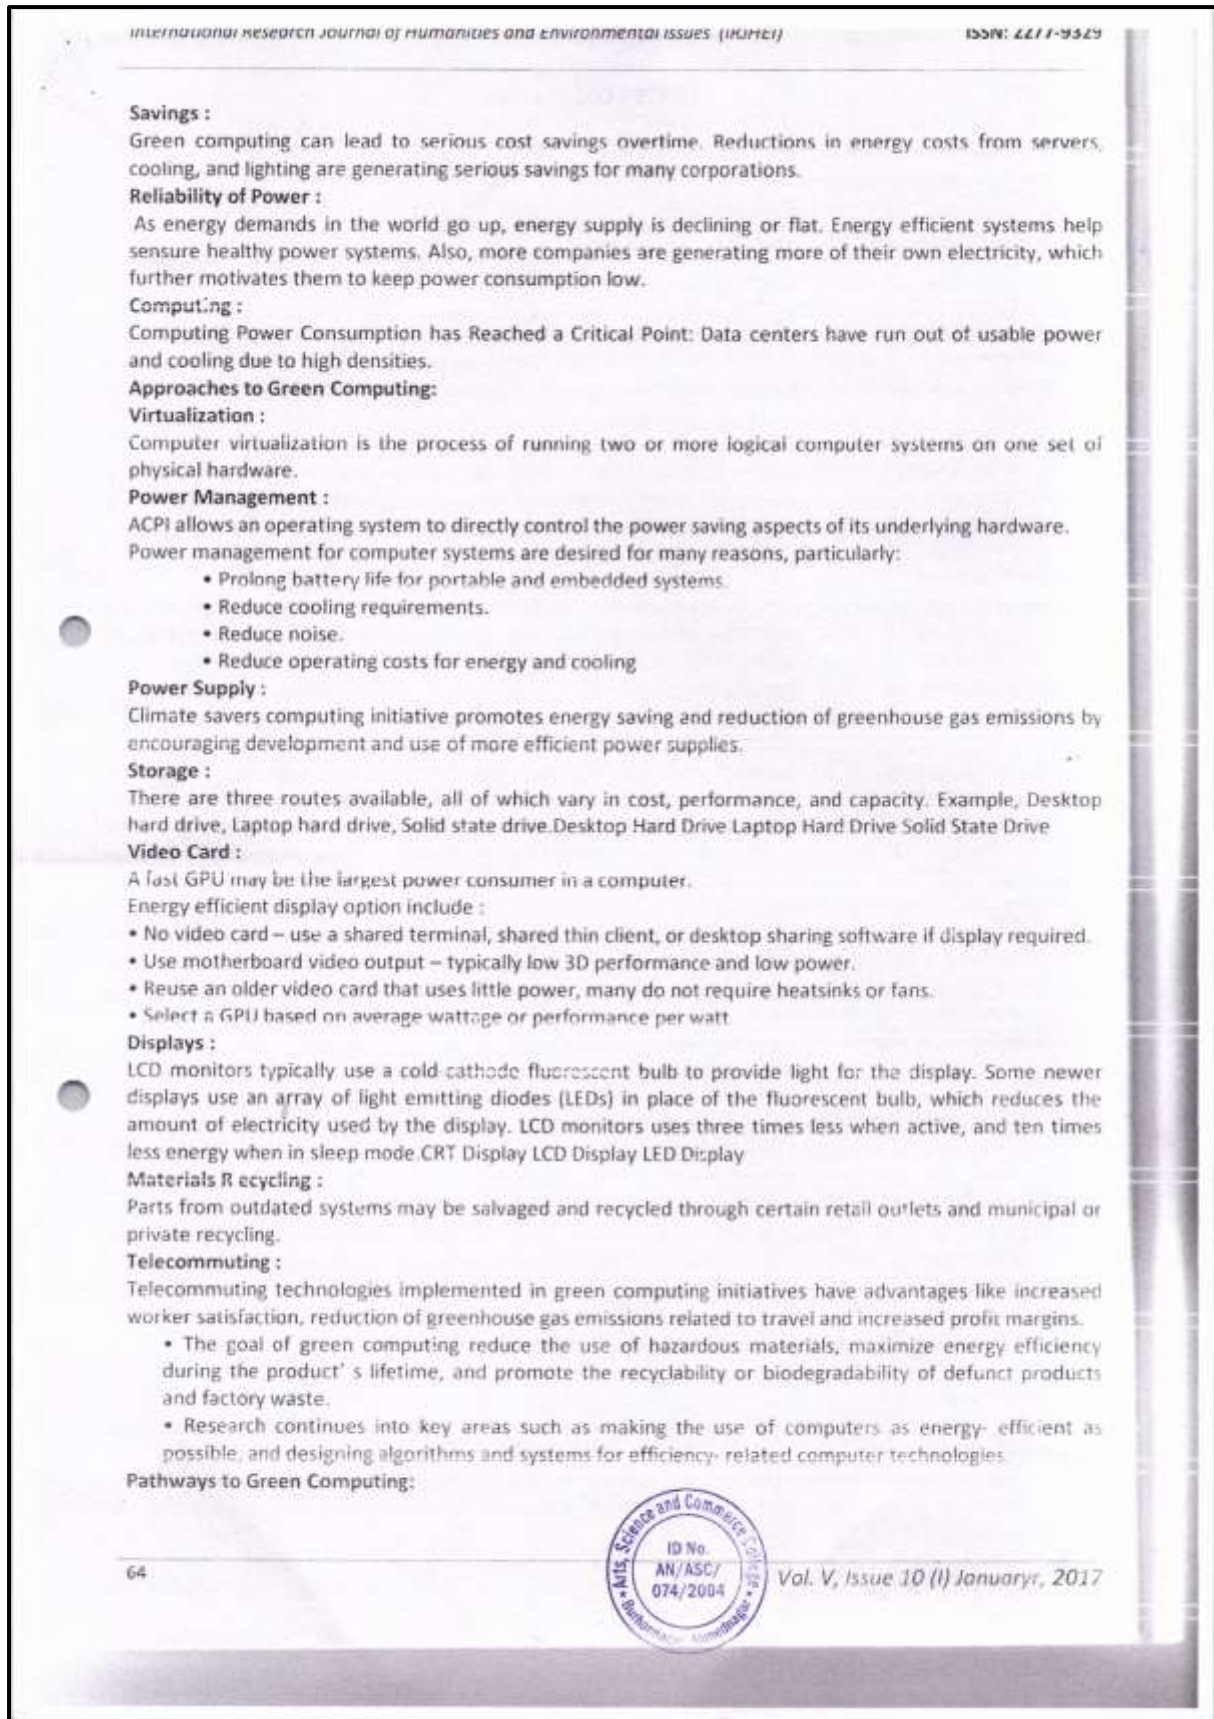 International Research Journal of Humanities and Environmental Issues (IRJHEI) ISSN: 2277-9329
Savings :
Green computing can lead to serious cost savings overtime. Reductions in energy costs from servers,
cooling, and lighting are generating serious savings for many corporations.
Reliability of Power :
As energy demands in the world go up, energy supply is declining or flat. Energy efficient systems help
sensure healthy power systems. Also, more companies are generating more of their own electricity, which
further motivates them to keep power consumption low.
Computing :
Computing Power Consumption has Reached a Critical Point: Data centers have run out of usable power
and cooling due to high densities.
Approaches to Green Computing:
Virtualization :
Computer virtualization is the process of running two or more logical computer systems on one set of
physical hardware.
Power Management :
ACPI allows an operating system to directly control the power saving aspects of its underlying hardware.
Power management for computer systems are desired for many reasons, particularly:
• Prolong battery life for portable and embedded systems.
• Reduce cooling requirements.
• Reduce noise.
• Reduce operating costs for energy and cooling
Power Supply :
Climate savers computing initiative promotes energy saving and reduction of greenhouse gas emissions by
encouraging development and use of more efficient power supplies.
Storage :
There are three routes available, all of which vary in cost, performance, and capacity. Example, Desktop
hard drive, Laptop hard drive, Solid state drive.Desktop Hard Drive Laptop Hard Drive Solid State Drive
Video Card :
A fast GPU may be the largest power consumer in a computer.
Energy efficient display option include :
• No video card – use a shared terminal, shared thin client, or desktop sharing software if display required.
• Use motherboard video output – typically low 3D performance and low power.
• Reuse an older video card that uses little power, many do not require heatsinks or fans.
• Select a GPU based on average wattage or performance per watt
Displays :
LCD monitors typically use a cold-cathode fluorescent bulb to provide light for the display. Some newer
displays use an array of light emitting diodes (LEDs) in place of the fluorescent bulb, which reduces the
amount of electricity used by the display. LCD monitors uses three times less when active, and ten times
less energy when in sleep mode.CRT Display LCD Display LED Display
Materials R ecycling :
Parts from outdated systems may be salvaged and recycled through certain retail outlets and municipal or
private recycling.
Telecommuting :
Telecommuting technologies implemented in green computing initiatives have advantages like increased
worker satisfaction, reduction of greenhouse gas emissions related to travel and increased profit margins.
• The goal of green computing reduce the use of hazardous materials, maximize energy efficiency
during the product' s lifetime, and promote the recyclability or biodegradability of defunct products
and factory waste.
• Research continues into key areas such as making the use of computers as energy- efficient as
possible, and designing algorithms and systems for efficiency- related computer technologies.
Pathways to Green Computing:
Arts, Science and Commerce College
ID No.
AN/ASC/
074/2004
64
Vol. V, Issue 10 (I) Januaryr, 2017